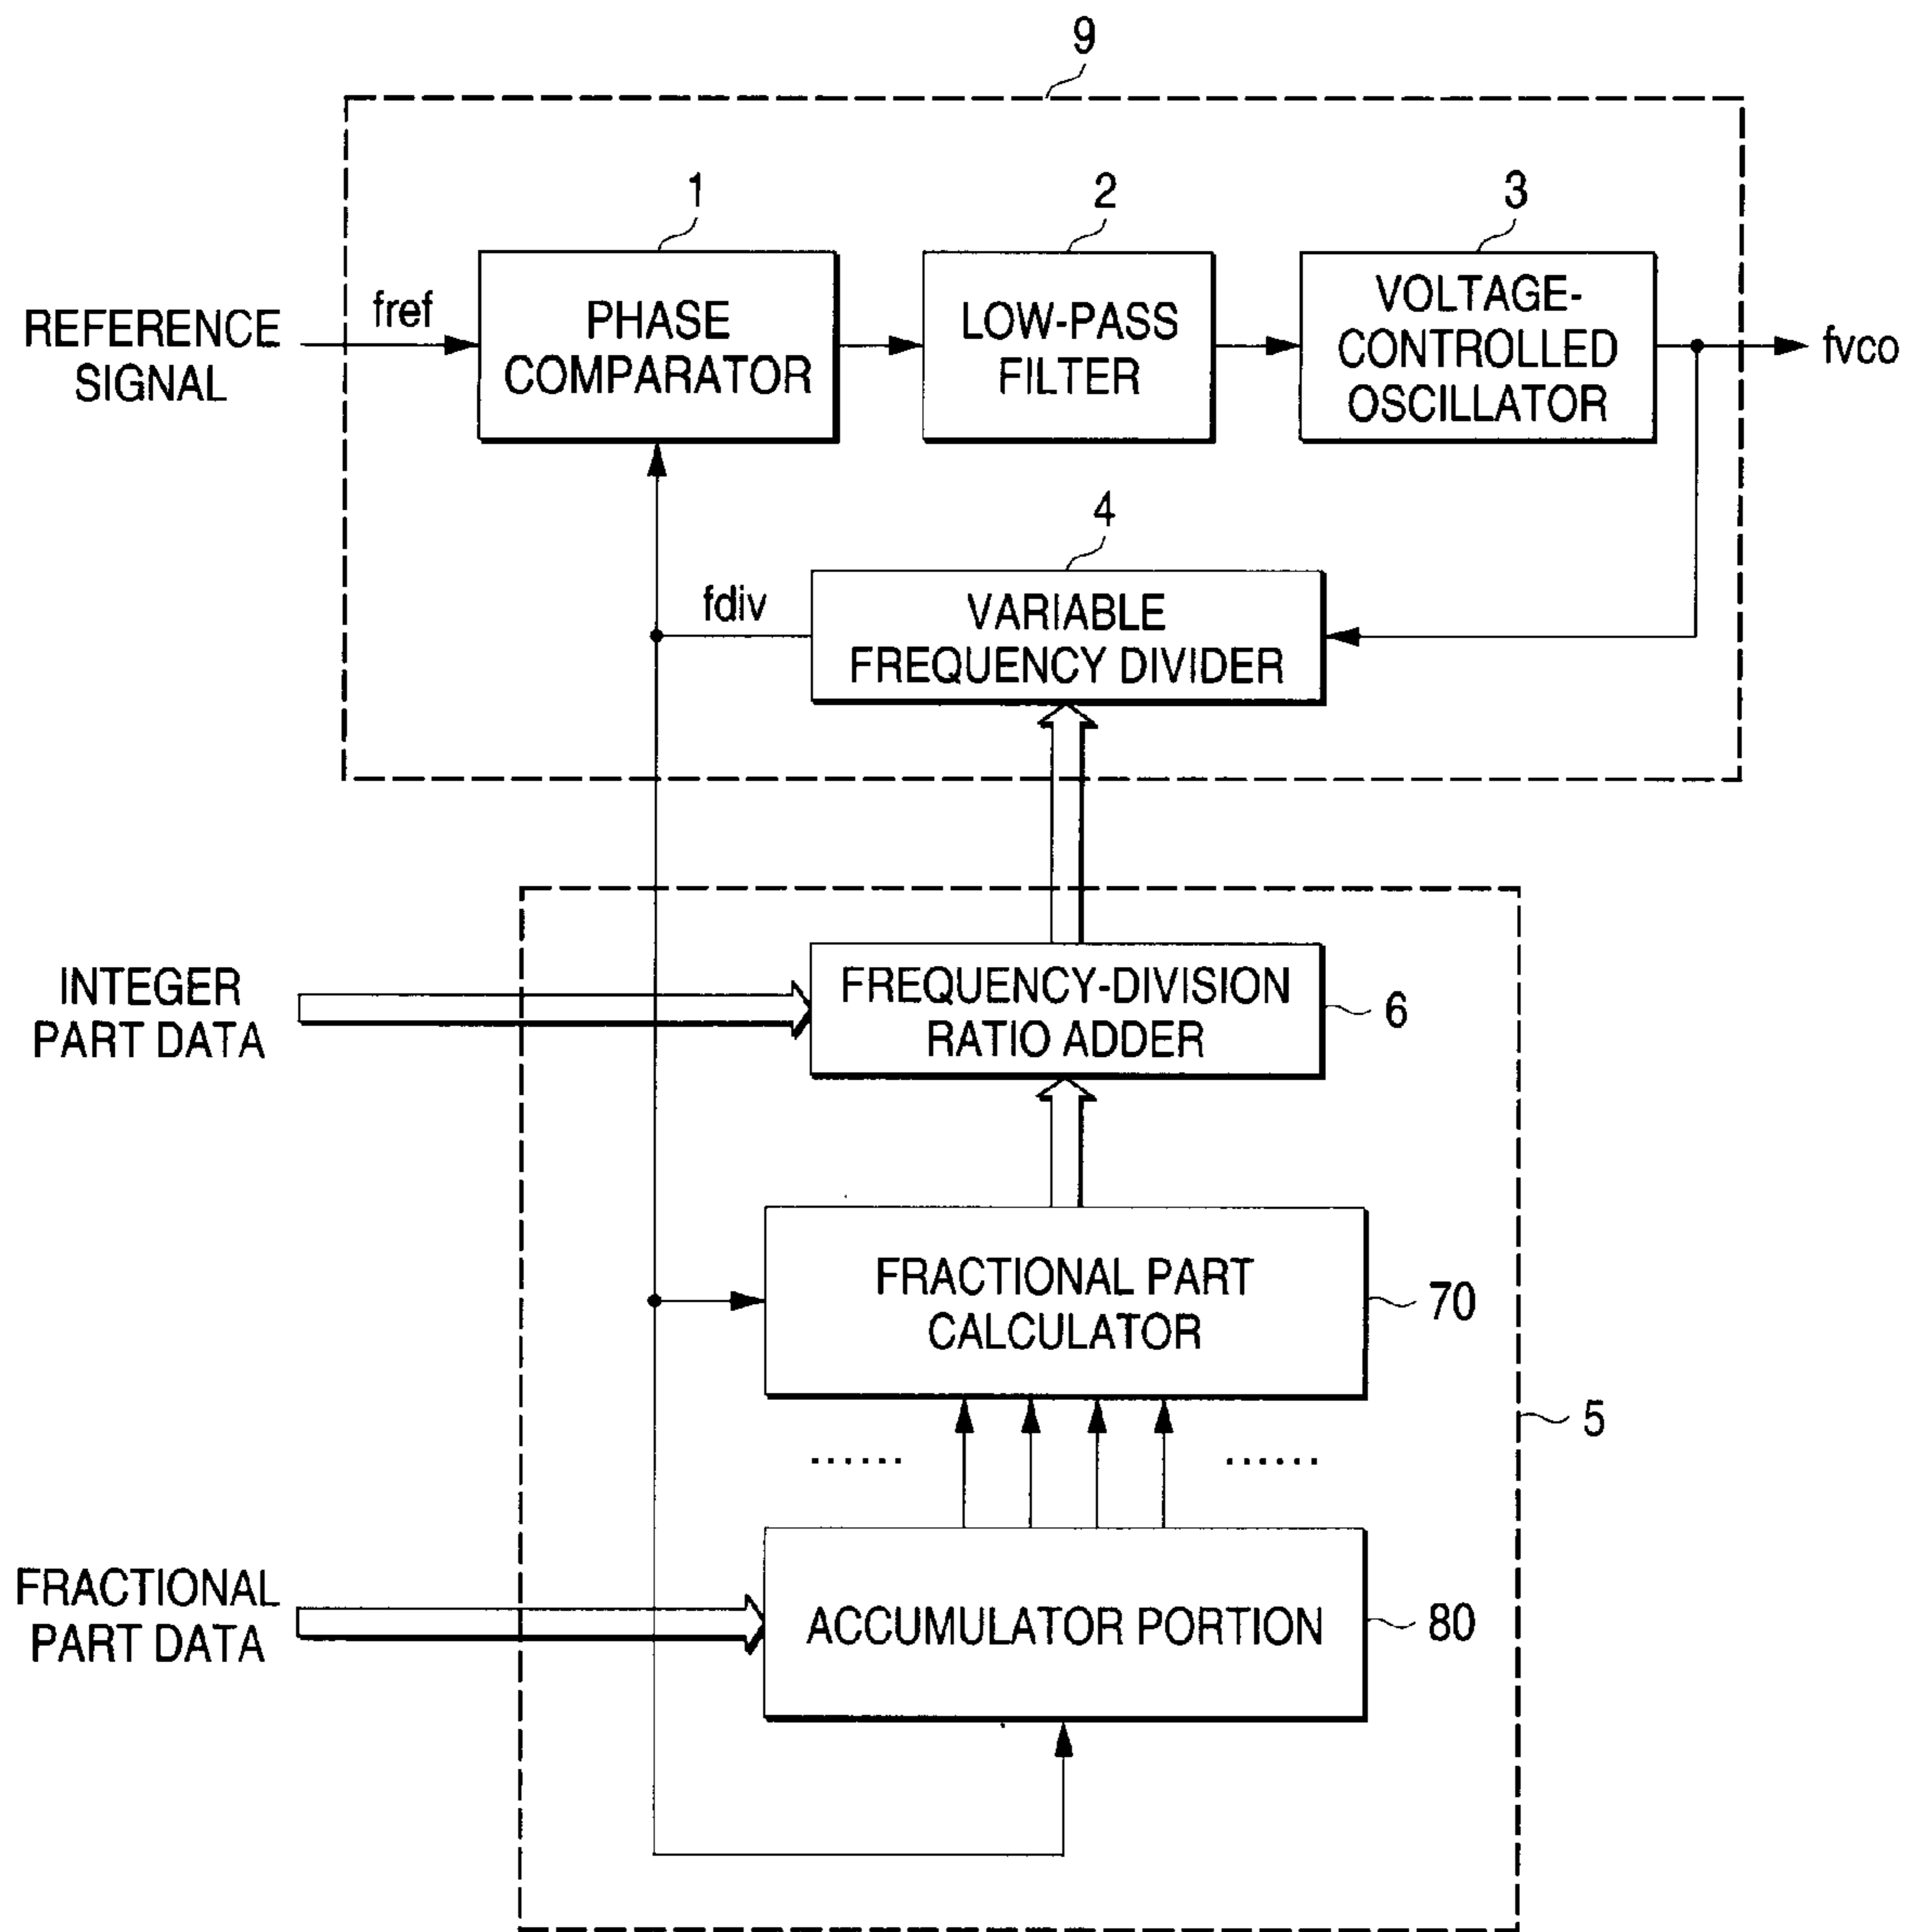 9
1
2
3
REFERENCE
SIGNAL
fref
PHASE
COMPARATOR
LOW-PASS
FILTER
VOLTAGE-
CONTROLLED
OSCILLATOR
fvco
4
fdiv
VARIABLE
FREQUENCY DIVIDER
INTEGER
PART DATA
FREQUENCY-DIVISION
RATIO ADDER
6
FRACTIONAL PART
CALCULATOR
70
5
......
......
FRACTIONAL
PART DATA
ACCUMULATOR PORTION
80